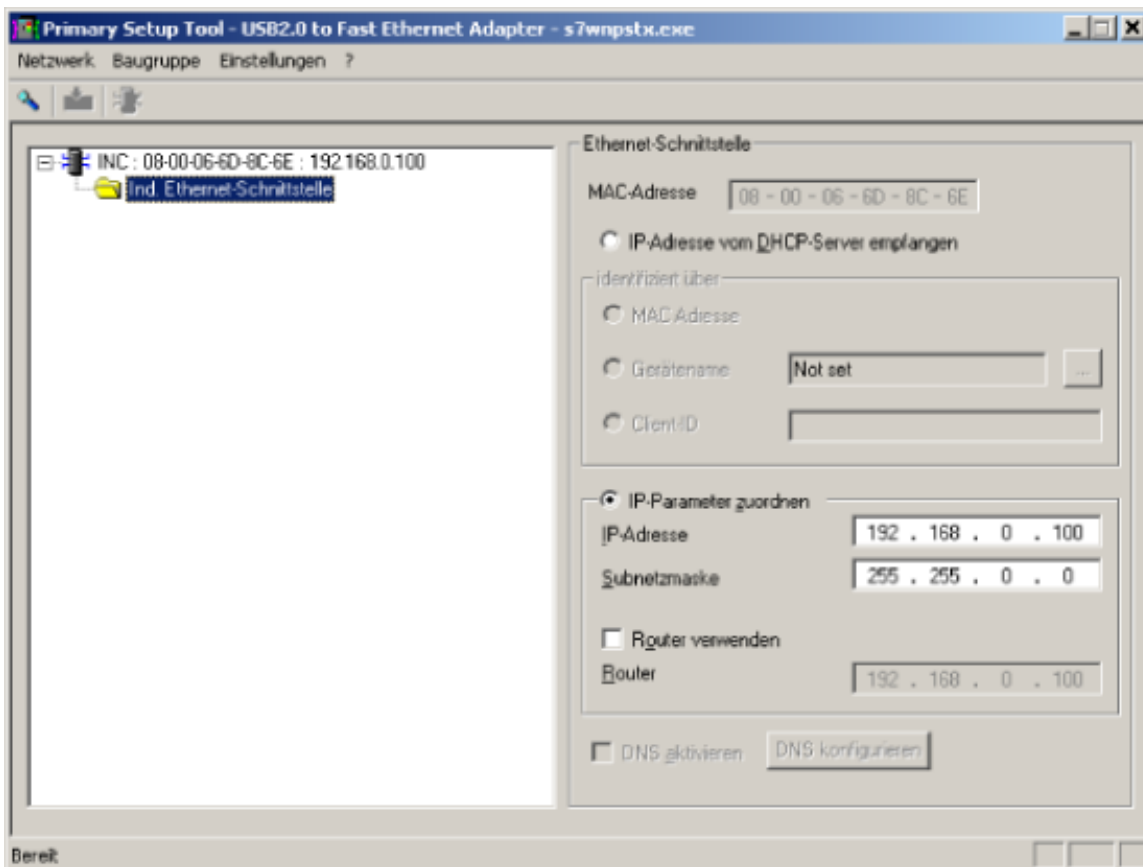 Primary Setup Tool - USB2.0 to Fast Ethernet Adapter - s7wnpstx.exe
Netzwerk Baugruppe Einstellungen ?
INC : 08-00-06-6D-8C-6E : 192.168.0.100
Ind. Ethernet-Schnittstelle
Ethernet-Schnittstelle
MAC-Adresse 08 - 00 - 06 - 6D - 8C - 6E
IP-Adresse vom DHCP-Server empfangen
identifiziert über
MAC Adresse
Gerätename Not set ...
Client-ID
IP-Parameter zuordnen
IP-Adresse 192 . 168 . 0 . 100
Subnetzmaske 255 . 255 . 0 . 0
Router verwenden
Router 192 . 168 . 0 . 100
DNS aktivieren DNS konfigurieren
Bereit